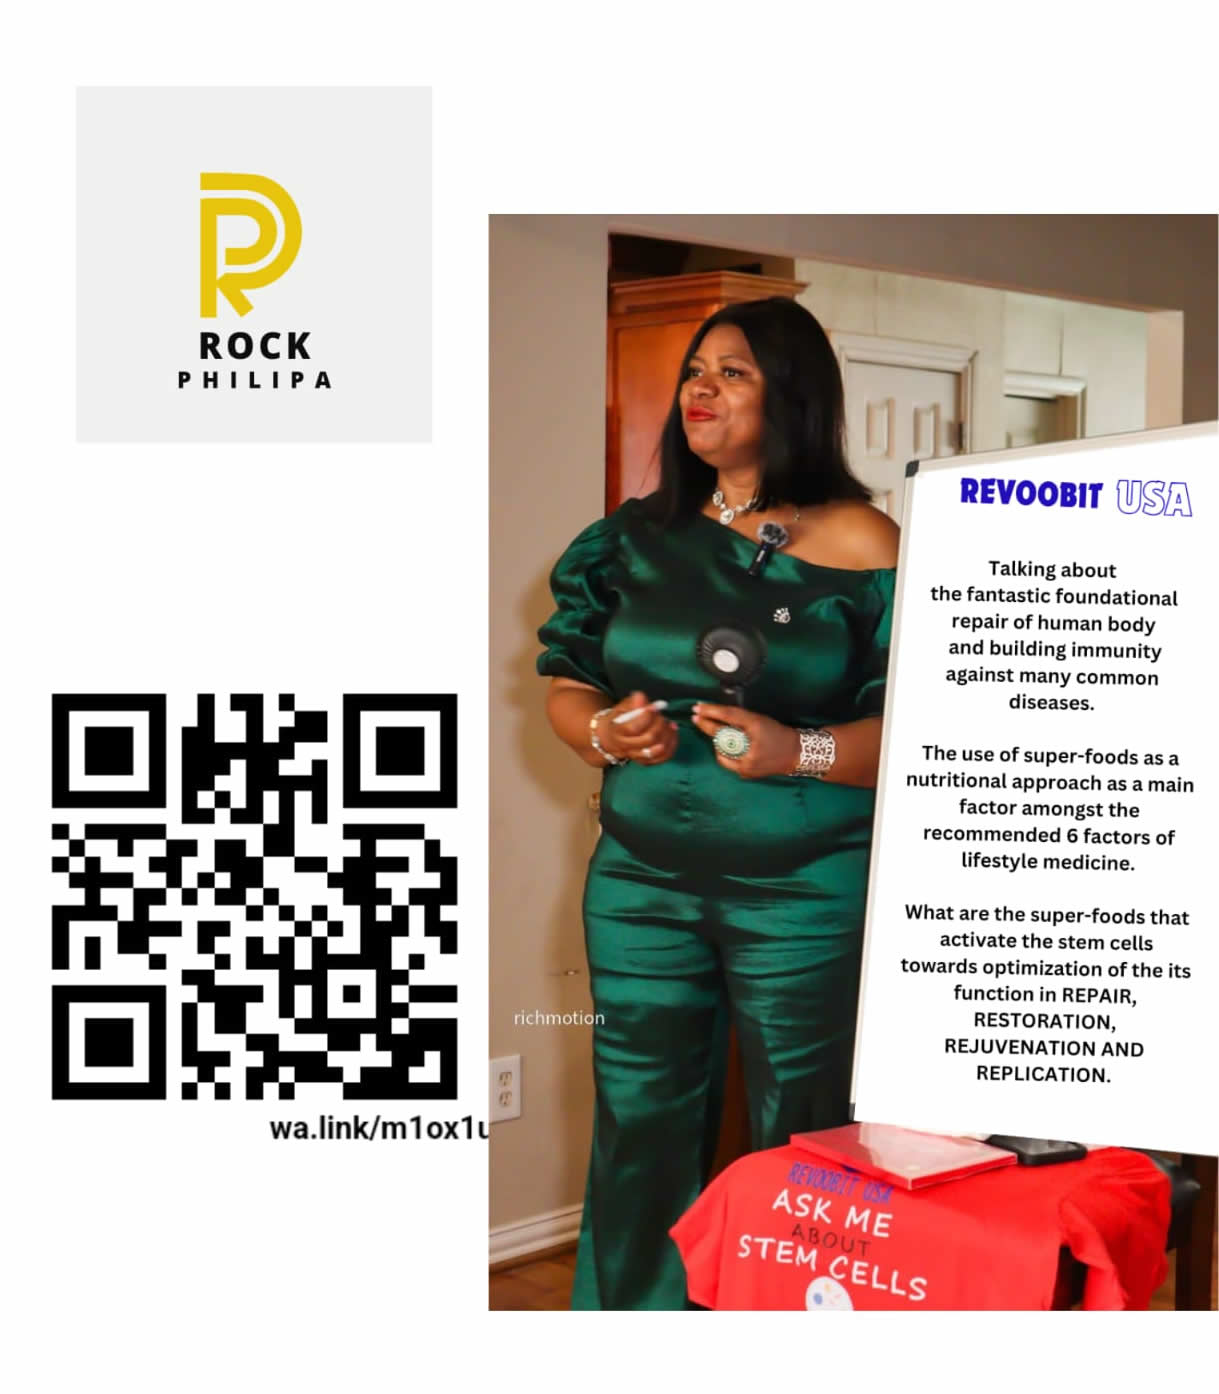 ROCK
PHILIPA
wa.link/m1ox1u
REVOOBIT USA
Talking about
the fantastic foundational
repair of human body
and building immunity
against many common
diseases.
The use of super-foods as a
nutritional approach as a main
factor amongst the
recommended 6 factors of
lifestyle medicine.
What are the super-foods that
activate the stem cells
towards optimization of the its
function in REPAIR,
RESTORATION,
REJUVENATION AND
REPLICATION.
richmotion
REVOOBIT USA
ASK ME
ABOUT
STEM CELLS